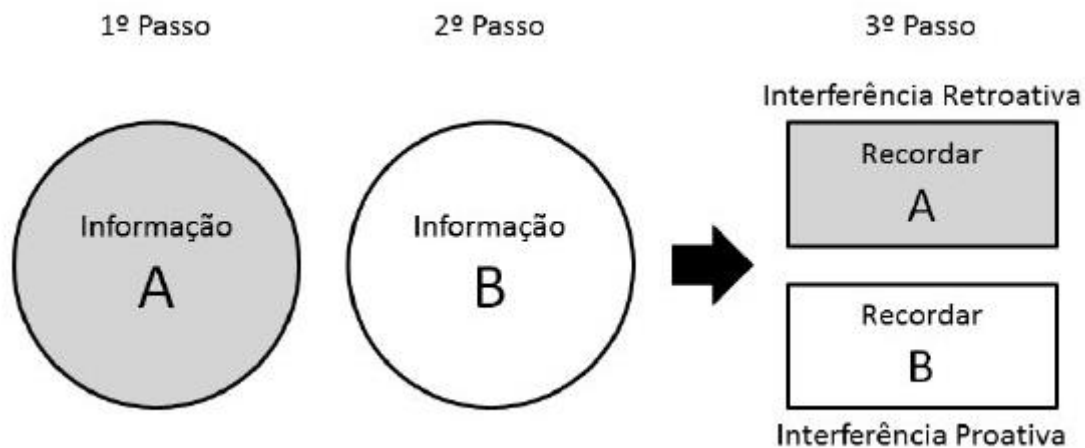 1º Passo
2º Passo
3º Passo
Interferência Retroativa
Informação
A
Informação
B
Recordar
A
Recordar
B
Interferência Proativa